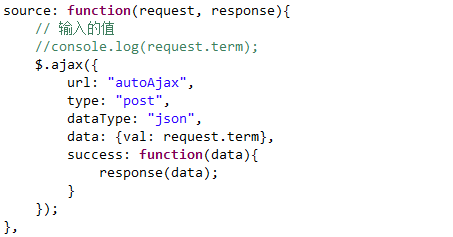 source: function(request, response){
    // 输入的值
    //console.log(request.term);
    $.ajax({
        url: "autoAjax",
        type: "post",
        dataType: "json",
        data: {val: request.term},
        success: function(data){
            response(data);
        }
    });
},